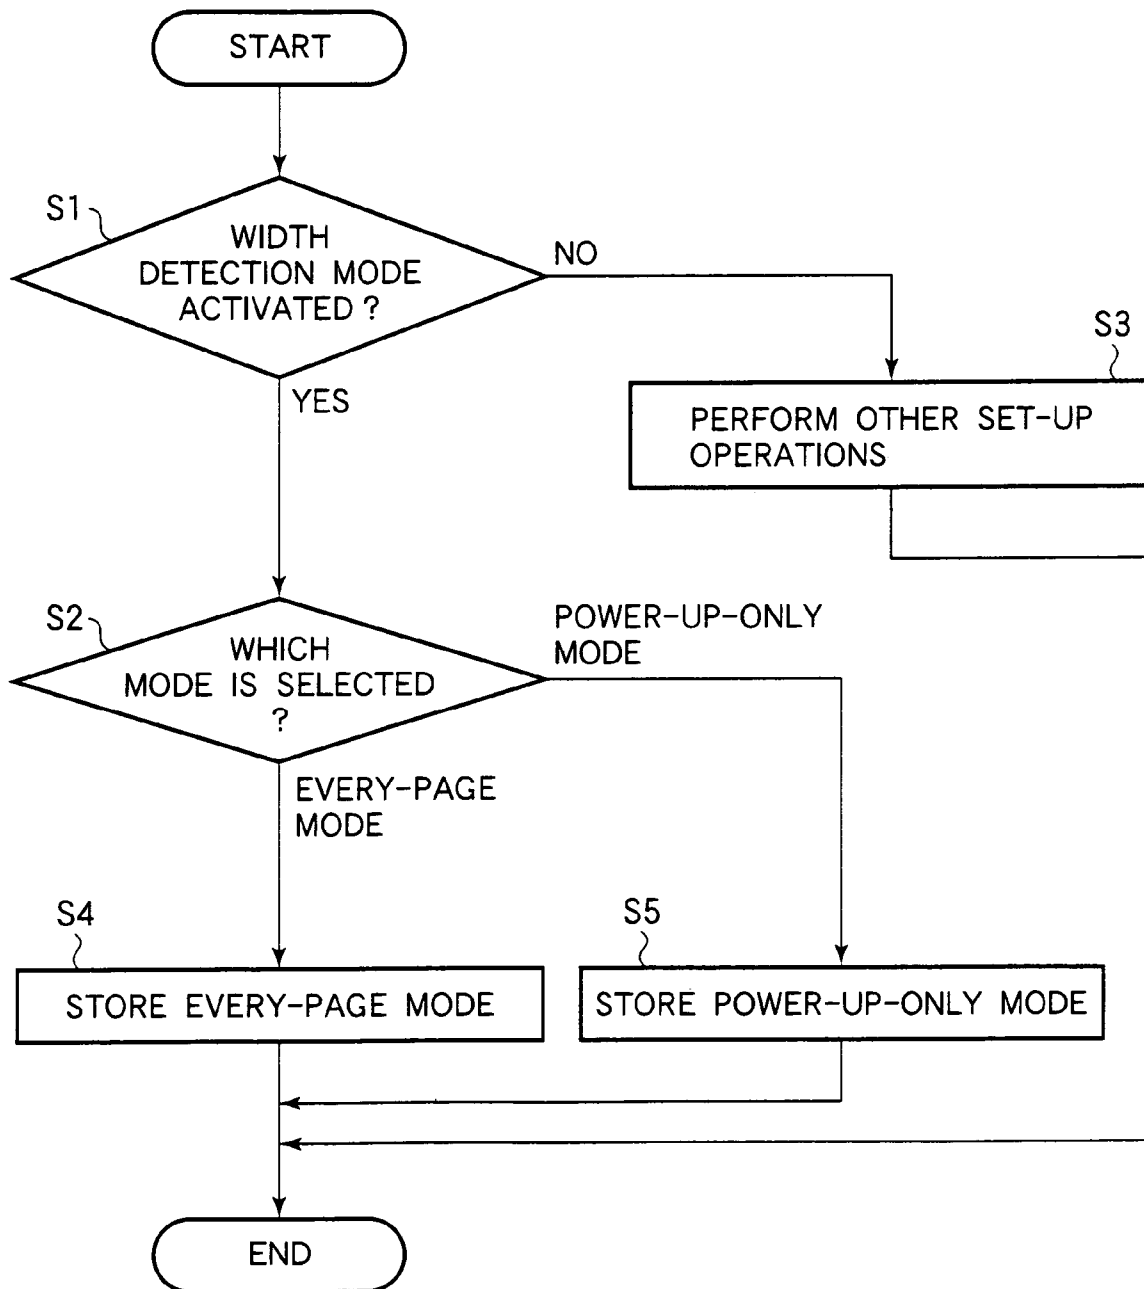 START
S1
WIDTH
DETECTION MODE
ACTIVATED ?
NO
YES
S3
PERFORM OTHER SET-UP
OPERATIONS
S2
WHICH
MODE IS SELECTED
?
POWER-UP-ONLY
MODE
EVERY-PAGE
MODE
S4
STORE EVERY-PAGE MODE
S5
STORE POWER-UP-ONLY MODE
END